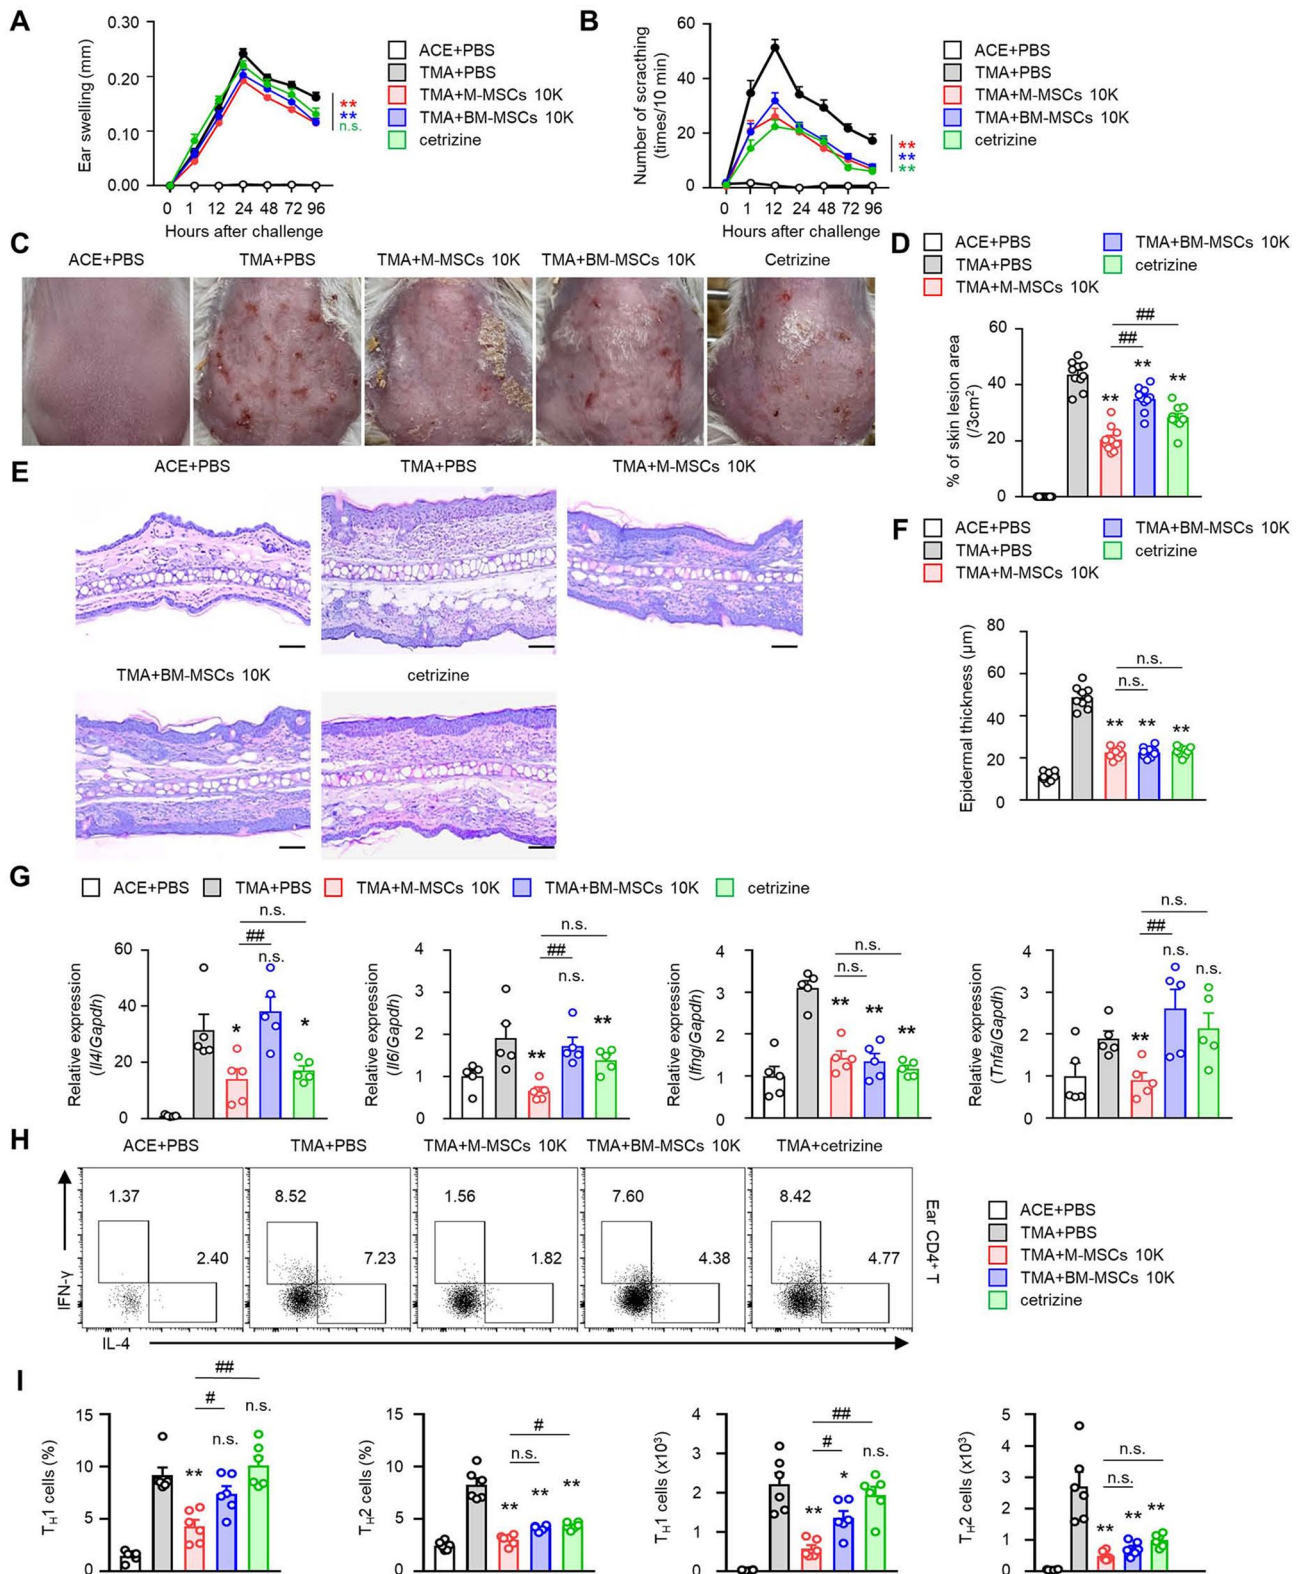 A
Ear swelling (mm)
0.30
0.20
0.10
0.00
0 1 12 24 48 72 96
Hours after challenge
**
**
n.s.
ACE+PBS
TMA+PBS
TMA+M-MSCs 10K
TMA+BM-MSCs 10K
cetrizine
B
Number of scracthing
(times/10 min)
60
40
20
0
0 1 12 24 48 72 96
Hours after challenge
**
**
**
ACE+PBS
TMA+PBS
TMA+M-MSCs 10K
TMA+BM-MSCs 10K
cetrizine
C
ACE+PBS TMA+PBS TMA+M-MSCs 10K TMA+BM-MSCs 10K Cetrizine
D
ACE+PBS TMA+BM-MSCs 10K
TMA+PBS cetrizine
TMA+M-MSCs 10K
% of skin lesion area
(/3cm²)
60
40
20
0
##
##
** ** **
E
ACE+PBS TMA+PBS TMA+M-MSCs 10K
TMA+BM-MSCs 10K cetrizine
F
ACE+PBS TMA+BM-MSCs 10K
TMA+PBS cetrizine
TMA+M-MSCs 10K
Epidermal thickness (μm)
80
60
40
20
0
n.s.
n.s.
** ** **
G
ACE+PBS TMA+PBS TMA+M-MSCs 10K TMA+BM-MSCs 10K cetrizine
Relative expression
(Il4/Gapdh)
60
40
20
0
n.s.
##
n.s.
* *
Relative expression
(Il6/Gapdh)
4
3
2
1
0
n.s.
##
n.s.
** **
Relative expression
(Ifng/Gapdh)
4
3
2
1
0
n.s.
n.s.
** ** **
Relative expression
(Tnfa/Gapdh)
4
3
2
1
0
n.s.
##
n.s. n.s.
**
H
ACE+PBS TMA+PBS TMA+M-MSCs 10K TMA+BM-MSCs 10K TMA+cetrizine
1.37 8.52 1.56 7.60 8.42
2.40 7.23 1.82 4.38 4.77
IFN-γ
IL-4
Ear CD4⁺ T
ACE+PBS
TMA+PBS
TMA+M-MSCs 10K
TMA+BM-MSCs 10K
cetrizine
I
TH1 cells (%)
15
10
5
0
##
#
n.s.
n.s.
**
TH2 cells (%)
15
10
5
0
#
n.s.
** ** **
TH1 cells (x10³)
4
3
2
1
0
##
#
n.s.
*
**
TH2 cells (x10³)
5
4
3
2
1
0
n.s.
n.s.
** ** **